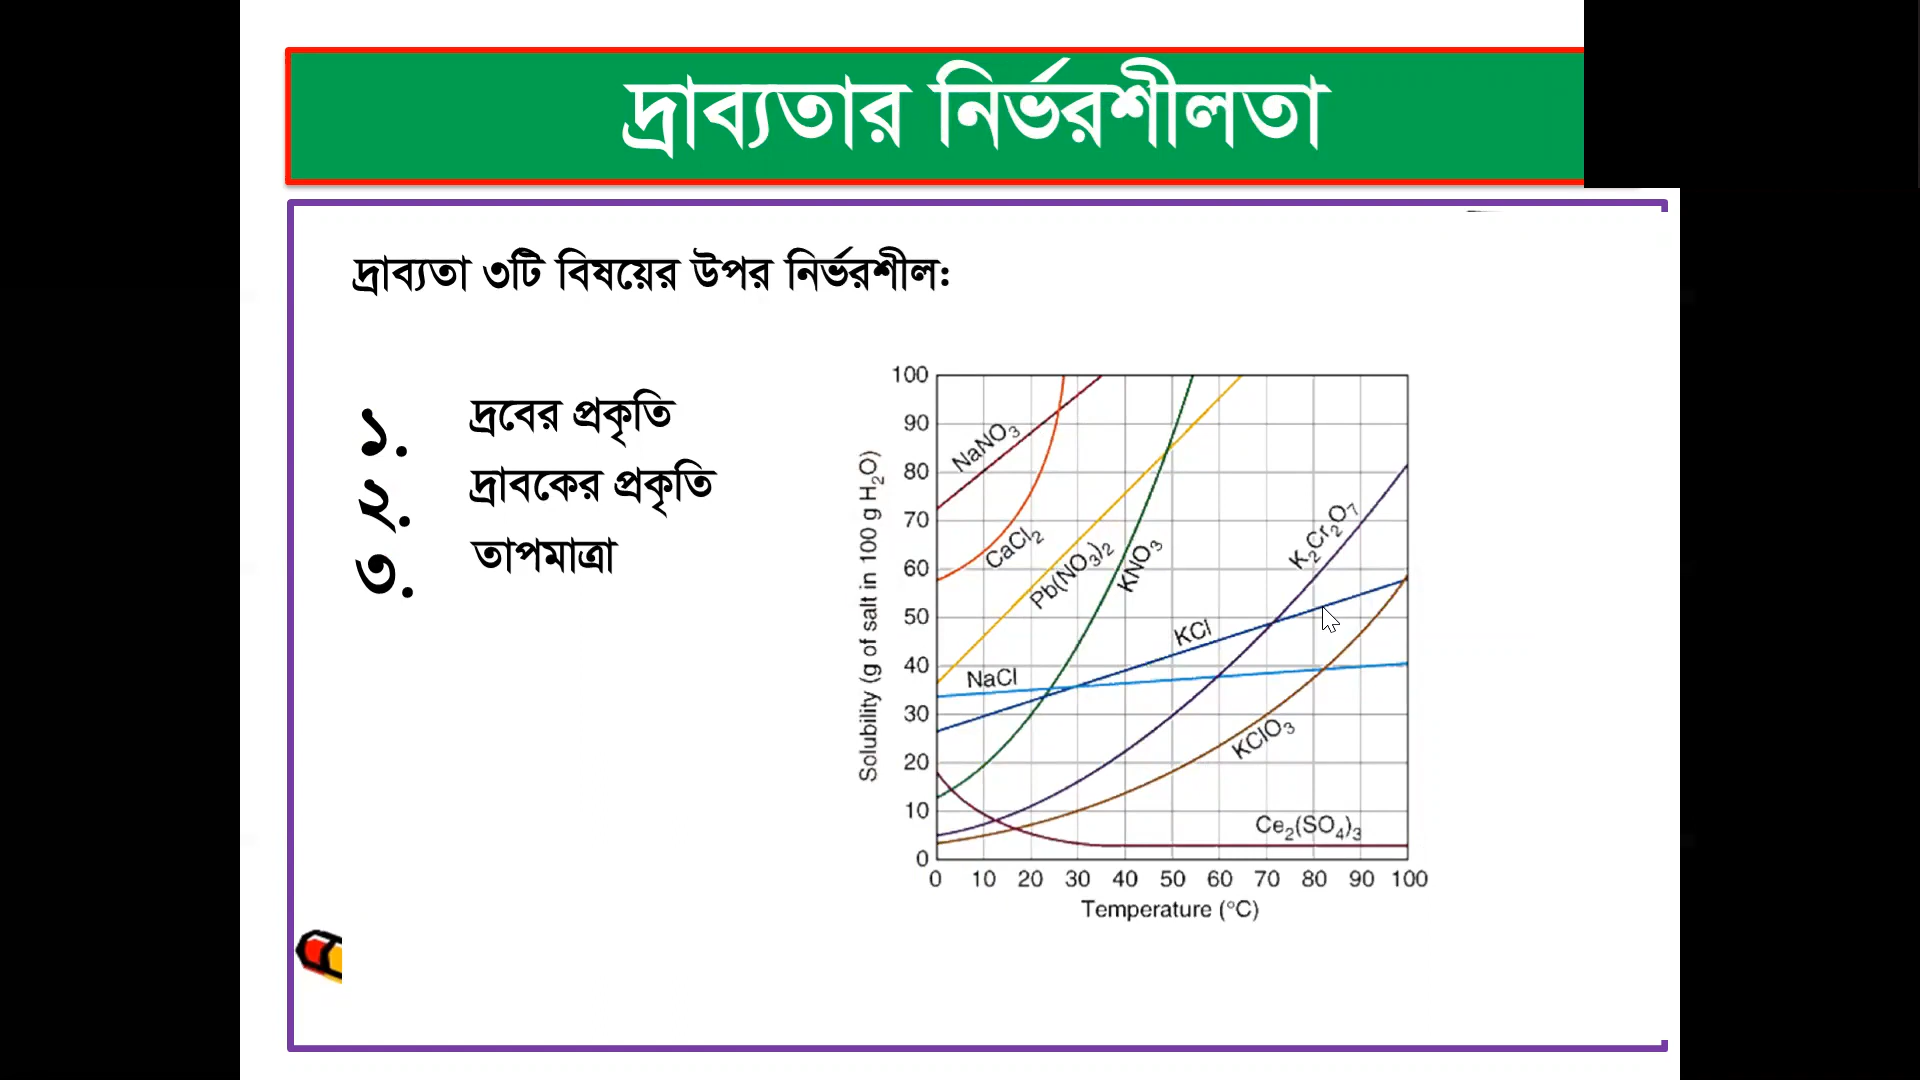 দ্রাব্যতার নির্ভরশীলতা
দ্রাব্যতা ৩টি বিষয়ের উপর নির্ভরশীল:
১. দ্রবের প্রকৃতি
২. দ্রাবকের প্রকৃতি
৩. তাপমাত্রা
Solubility (g of salt in 100 g H₂O)
100
90
80
70
60
50
40
30
20
10
0
NaNO₃
CaCl₂
Pb(NO₃)₂
KNO₃
K₂Cr₂O₇
KCl
NaCl
KClO₃
Ce₂(SO₄)₃
0 10 20 30 40 50 60 70 80 90 100
Temperature (°C)